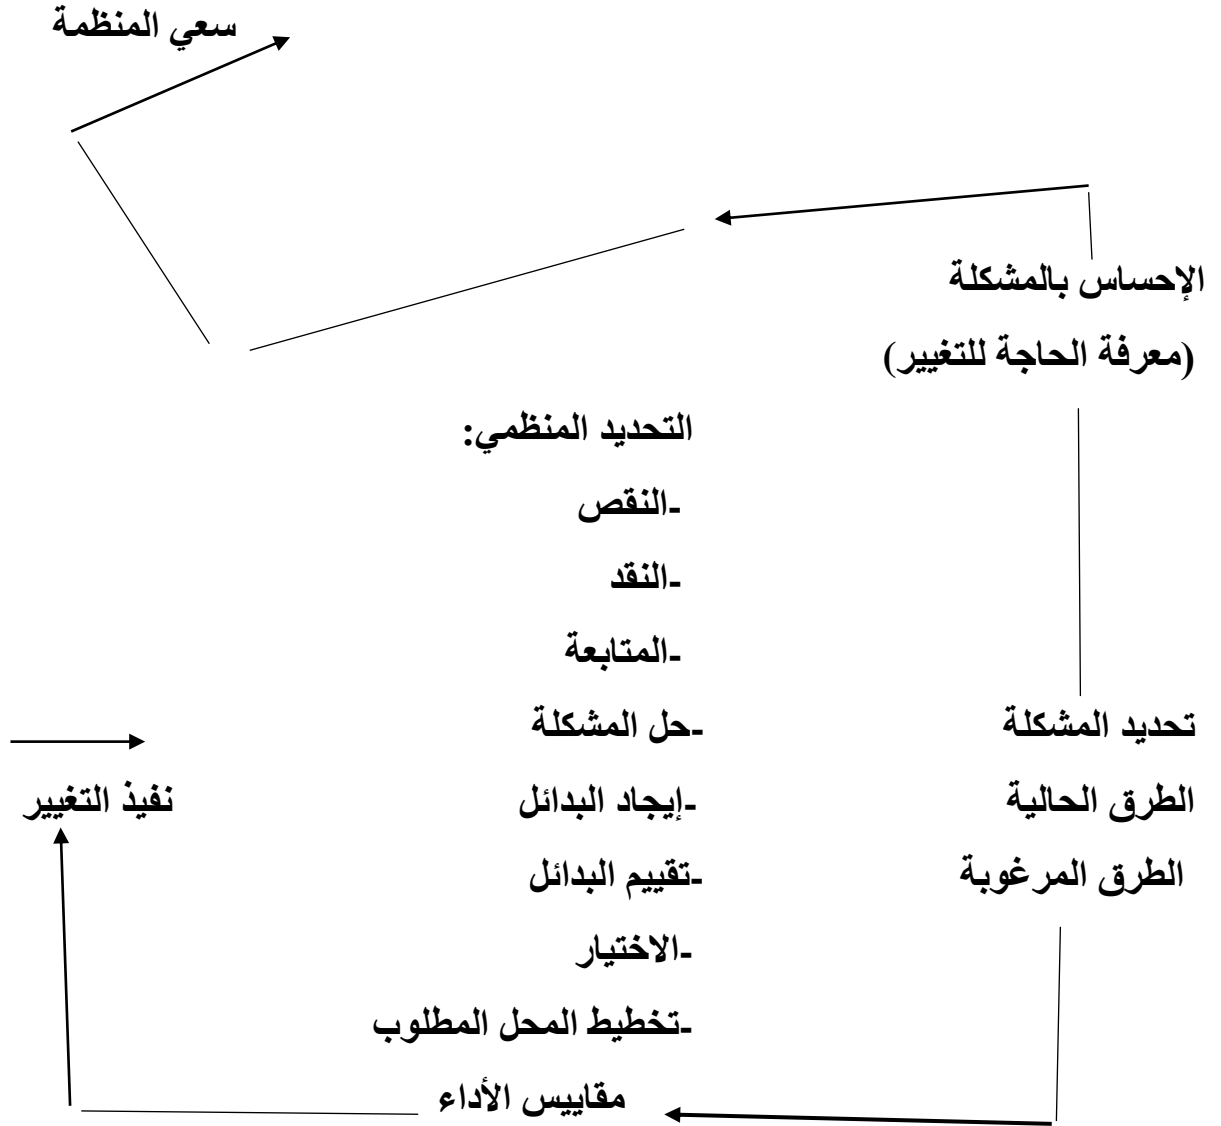 سعي المنظمة
الإحساس بالمشكلة
(معرفة الحاجة للتغيير)
التحديد المنظمي:
-النقص
-النقد
-المتابعة
تحديد المشكلة
-حل المشكلة
الطرق الحالية
-إيجاد البدائل
نفيذ التغيير
الطرق المرغوبة
-تقييم البدائل
-الاختيار
-تخطيط المحل المطلوب
مقاييس الأداء